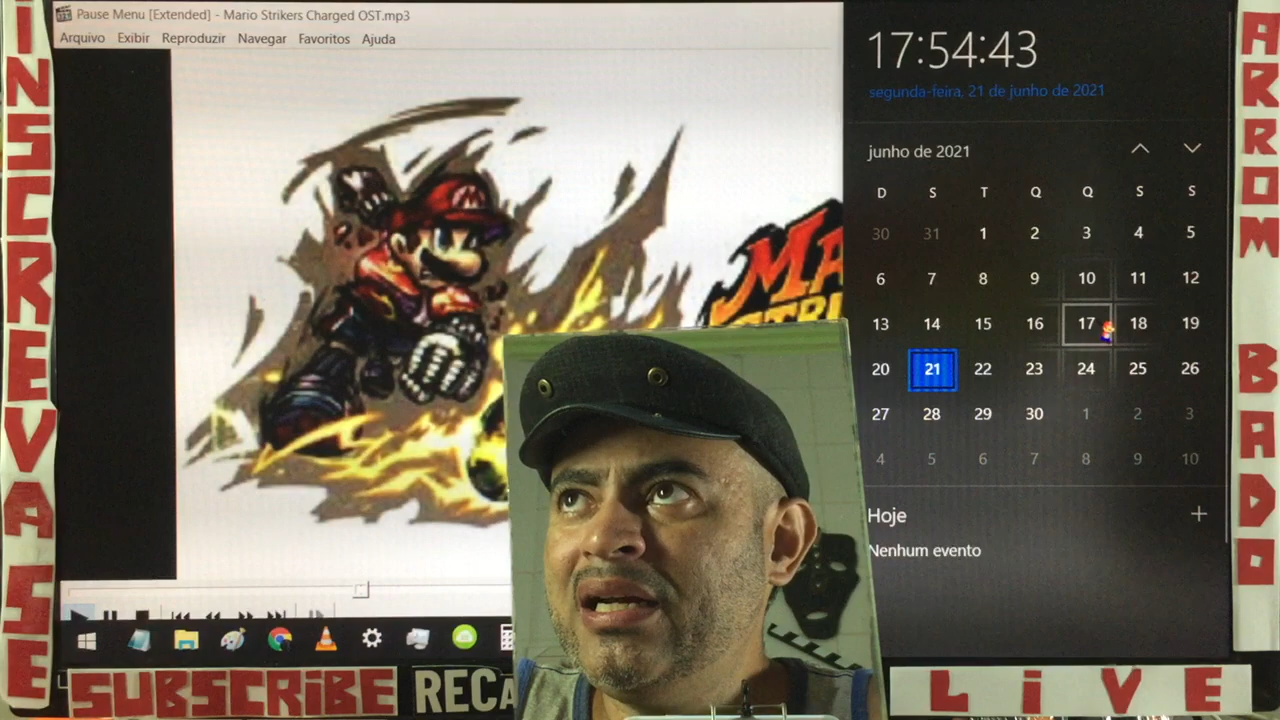 INSCREVASE
Pause Menu [Extended] - Mario Strikers Charged OST.mp3
Arquivo Exibir Reproduzir Navegar Favoritos Ajuda
M
17:54:43
segunda-feira, 21 de junho de 2021
junho de 2021
D S T Q Q S S
30 31 1 2 3 4 5
6 7 8 9 10 11 12
13 14 15 16 17 18 19
20 21 22 23 24 25 26
27 28 29 30 1 2 3
4 5 6 7 8 9 10
Hoje
Nenhum evento
ARROMBADO
SUBSCRiBE
RECA
LiVE